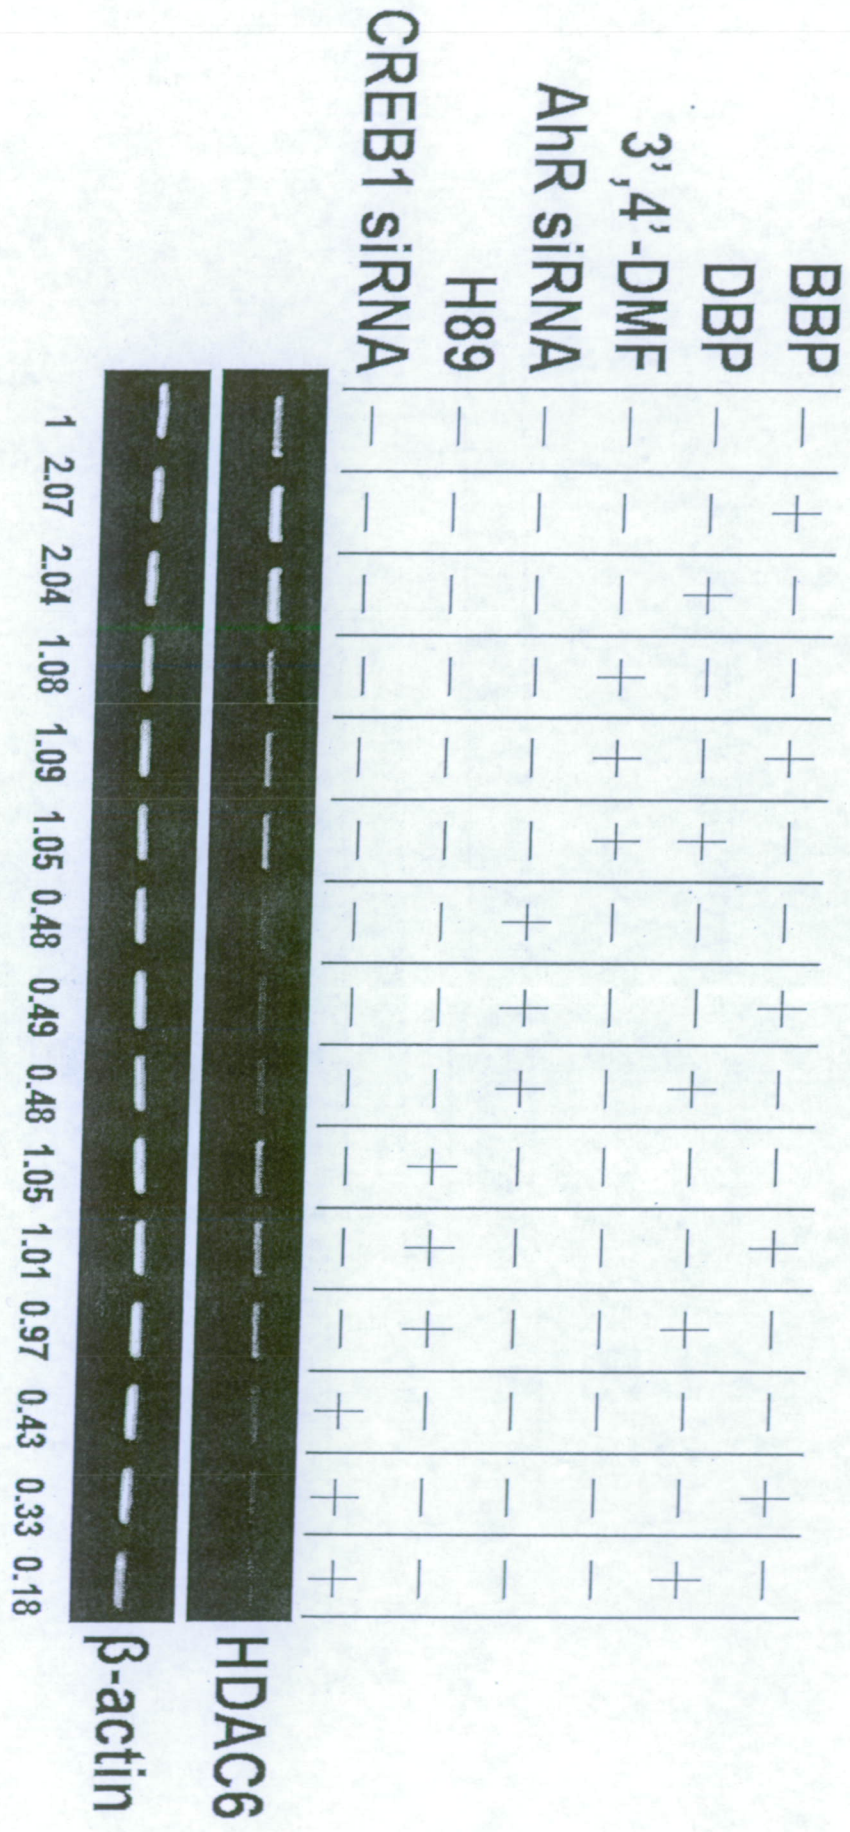 BBP − + − − + − − + − − + − − + −
DBP − − + − − + − − + − − + − − +
3',4'-DMF − − − + + + − − − − − − − − −
AhR siRNA − − − − − − + + + − − − − − −
H89 − − − − − − − − − + + + − − −
CREB1 siRNA − − − − − − − − − − − − + + +
HDAC6
β-actin
1 2.07 2.04 1.08 1.09 1.05 0.48 0.49 0.48 1.05 1.01 0.97 0.43 0.33 0.18